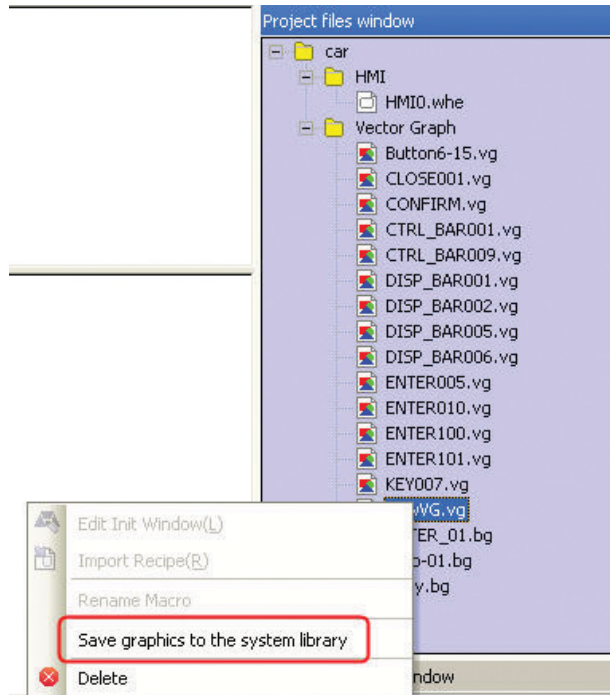 Project files window
car
HMI
HMI0.whe
Vector Graph
Button6-15.vg
CLOSE001.vg
CONFIRM.vg
CTRL_BAR001.vg
CTRL_BAR009.vg
DISP_BAR001.vg
DISP_BAR002.vg
DISP_BAR005.vg
DISP_BAR006.vg
ENTER005.vg
ENTER010.vg
ENTER100.vg
ENTER101.vg
KEY007.vg
VG.vg
ER_01.bg
-01.bg
y.bg
Edit Init Window(L)
Import Recipe(R)
Rename Macro
Save graphics to the system library
Delete
ndow